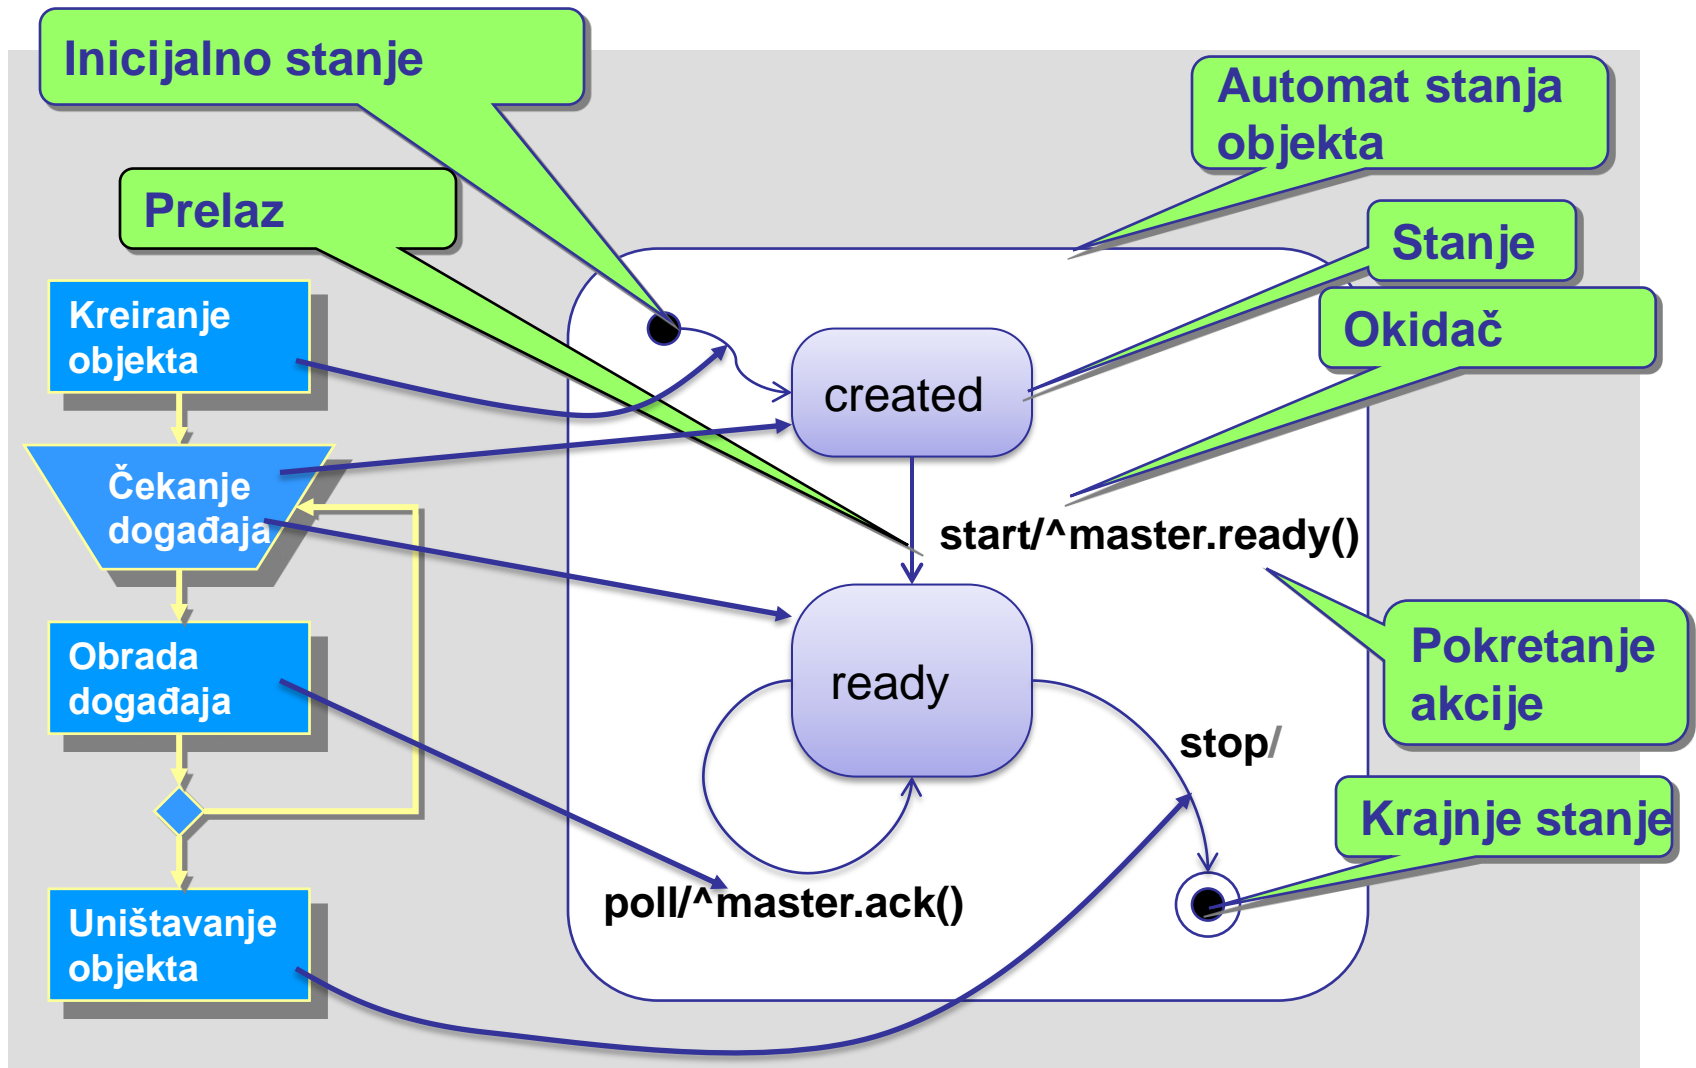 Inicijalno stanje
Automat stanja
objekta
Prelaz
Stanje
Kreiranje
objekta
Okidač
created
Čekanje
događaja
start/^master.ready()
Obrada
događaja
ready
Pokretanje
akcije
stop/
Krajnje stanje
poll/^master.ack()
Uništavanje
objekta